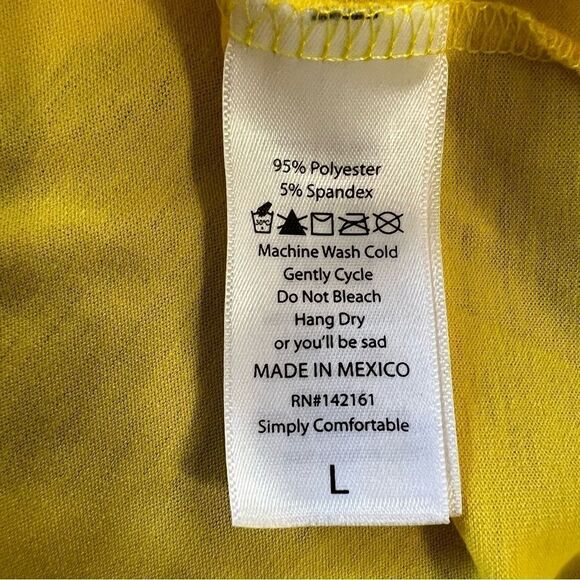 95% Polyester
5% Spandex
30°C
Machine Wash Cold
Gently Cycle
Do Not Bleach
Hang Dry
or you'll be sad
MADE IN MEXICO
RN#142161
Simply Comfortable
L